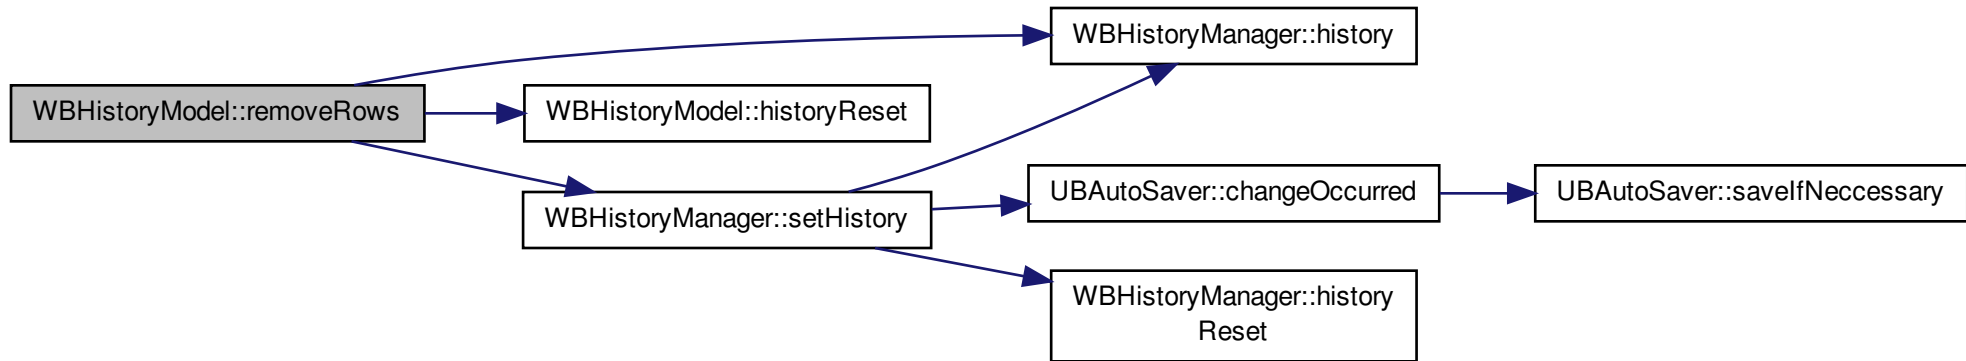 WBHistoryModel::removeRows
WBHistoryModel::historyReset
WBHistoryManager::setHistory
WBHistoryManager::history
UBAutoSaver::changeOccurred
WBHistoryManager::history
Reset
UBAutoSaver::saveIfNeccessary